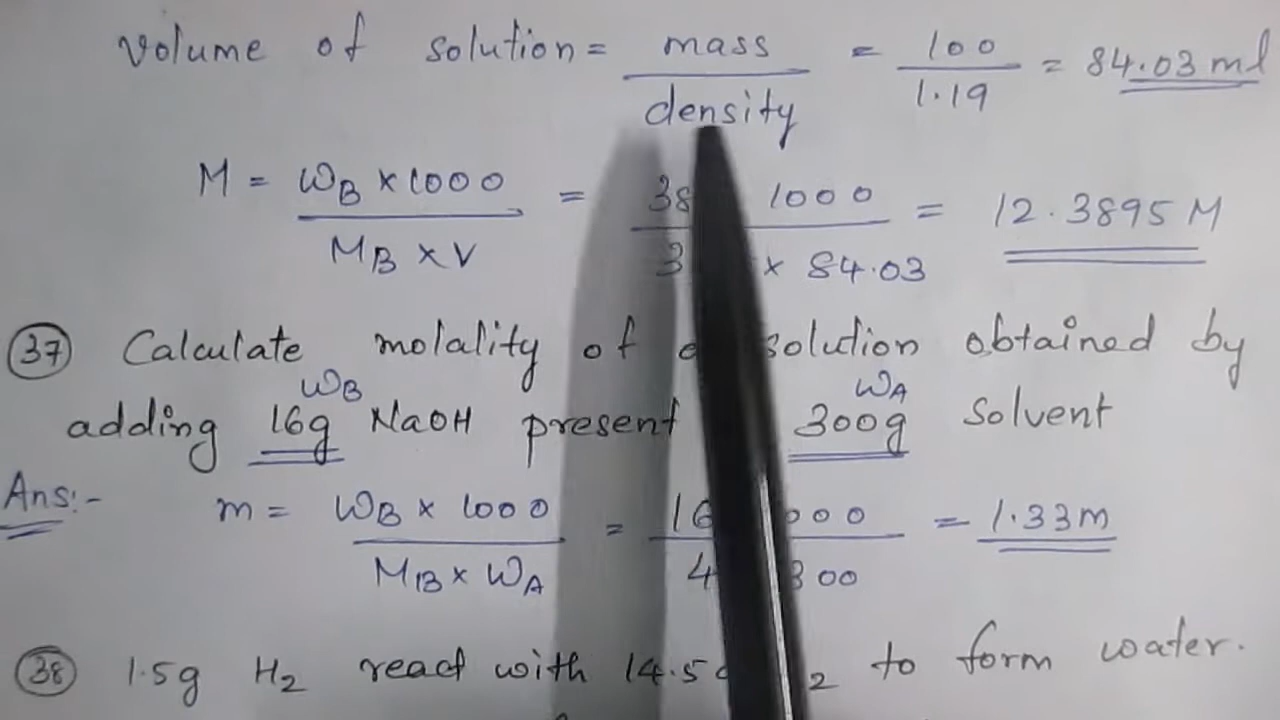 Volume of solution = mass / density = 100 / 1.19 = 84.03 ml
M = WB × 1000 / MB × V = 38 1000 / 3 × 84.03 = 12.3895 M
37 Calculate molality of solution obtained by
WB WA
adding 16g NaOH present 300g solvent
Ans:- m = WB × 1000 / MB × WA = 16 000 / 4 300 = 1.33m
38 1.5g H2 react with 14.5 2 to form water.